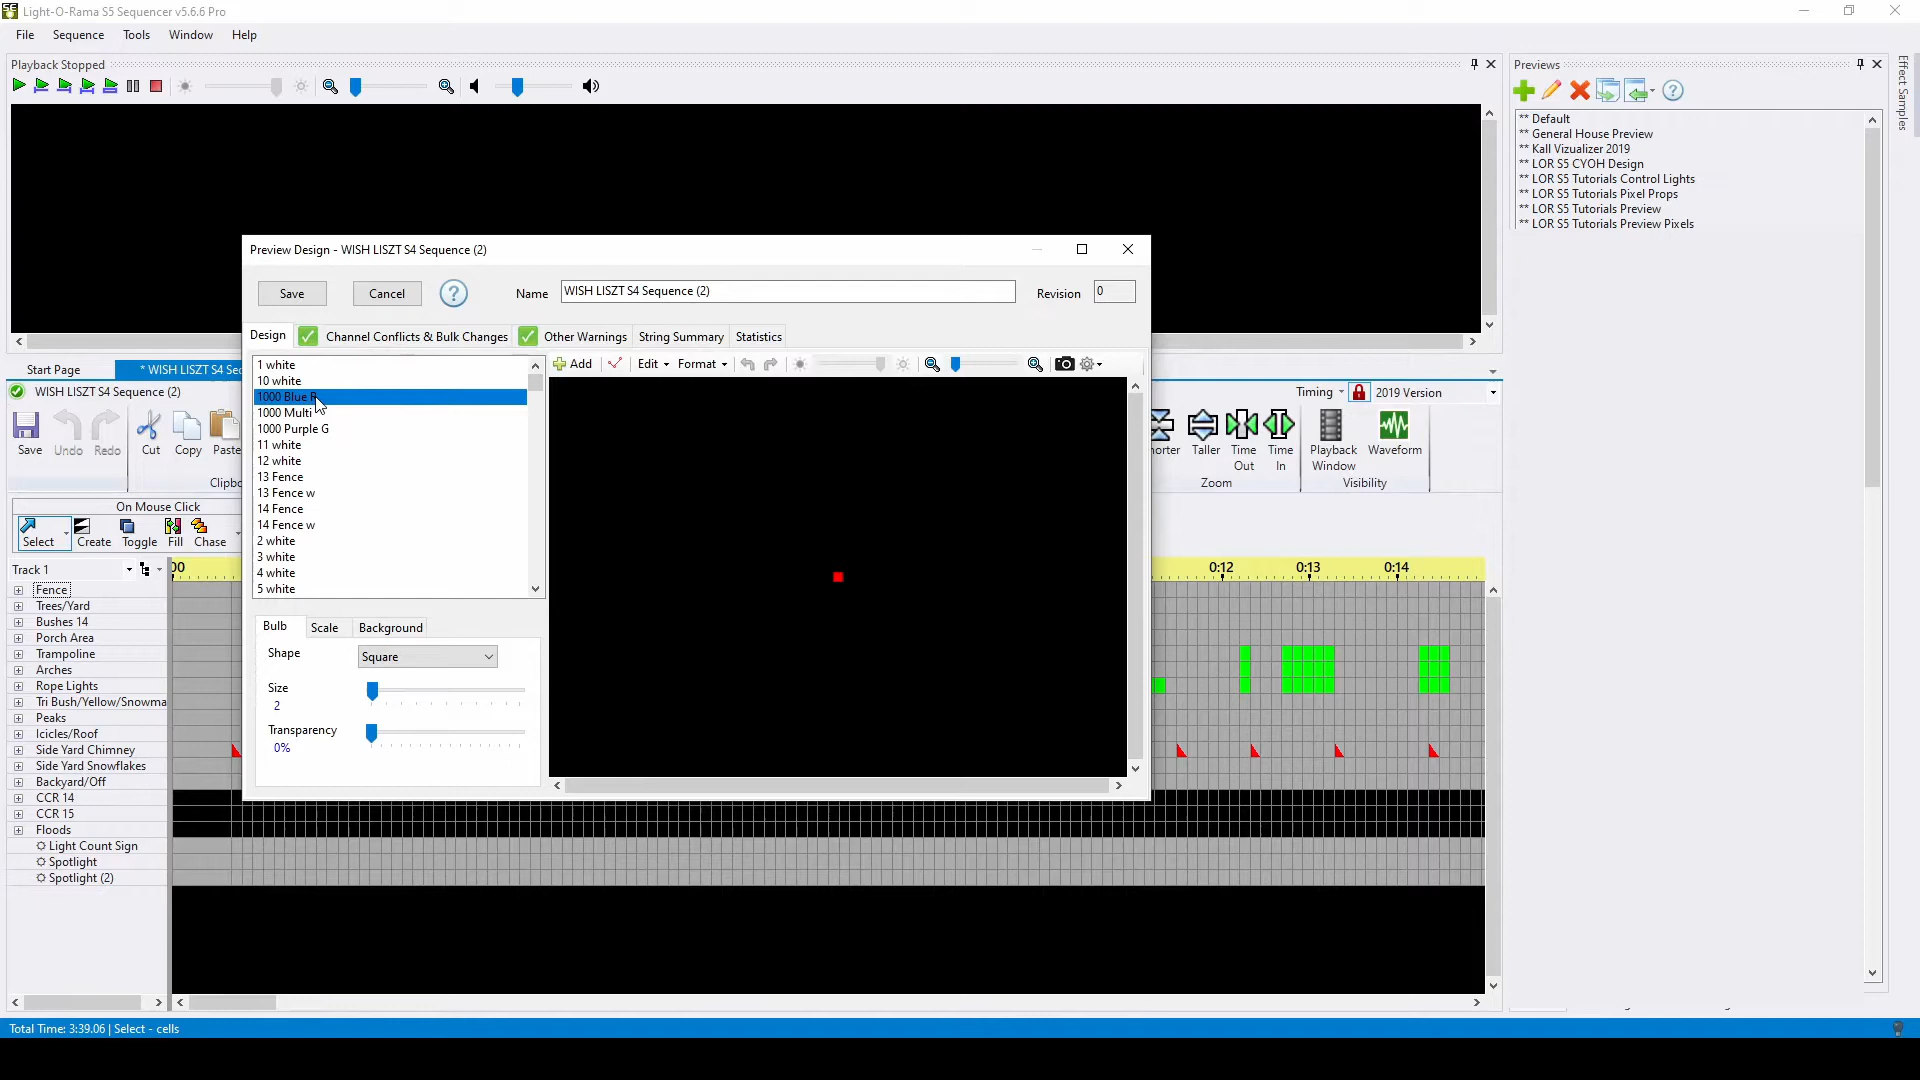 Light-O-Rama S5 Sequencer v5.6.6 Pro
File Sequence Tools Window Help
Playback Stopped
Previews
Effect Samples
** Default
** General House Preview
** Kall Vizualizer 2019
** LOR S5 CYOH Design
** LOR S5 Tutorials Control Lights
** LOR S5 Tutorials Pixel Props
** LOR S5 Tutorials Preview
** LOR S5 Tutorials Preview Pixels
Preview Design - WISH LISZT S4 Sequence (2)
Save Cancel Name WISH LISZT S4 Sequence (2) Revision 0
Design Channel Conflicts & Bulk Changes Other Warnings String Summary Statistics
Add Edit Format
1 white
10 white
1000 Blue
1000 Multi
1000 Purple G
11 white
12 white
13 Fence
13 Fence w
14 Fence
14 Fence w
2 white
3 white
4 white
5 white
Bulb Scale Background
Shape Square
Size
2
Transparency
0%
Start Page * WISH LISZT S4 Seq
WISH LISZT S4 Sequence (2)
Timing 2019 Version
Save Undo Redo Cut Copy Paste
Clipbo
orter Taller Time Out Time In Playback Window Waveform
Zoom Visibility
On Mouse Click
Select Create Toggle Fill Chase
Track 1
00 0:12 0:13 0:14
Fence
Trees/Yard
Bushes 14
Porch Area
Trampoline
Arches
Rope Lights
Tri Bush/Yellow/Snowma
Peaks
Icicles/Roof
Side Yard Chimney
Side Yard Snowflakes
Backyard/Off
CCR 14
CCR 15
Floods
Light Count Sign
Spotlight
Spotlight (2)
Total Time: 3:39.06 | Select - cells